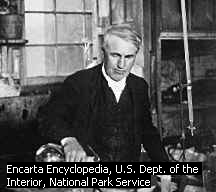 Encarta Encyclopedia, U.S. Dept. of the
Interior, National Park Service